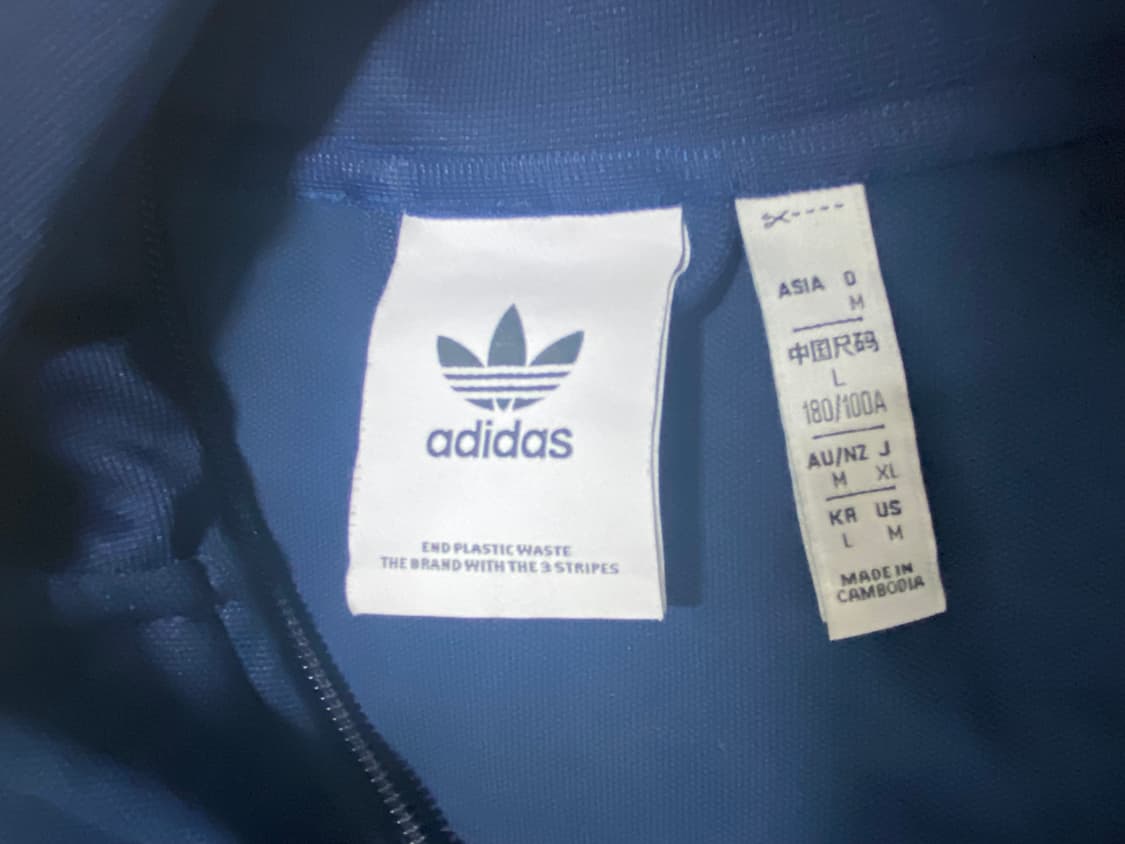 adidas
END PLASTIC WASTE
THE BRAND WITH THE 3 STRIPES
ASIA D
M
中国尺码
L
180/100A
AU/NZ J
M XL
KR US
L M
MADE IN
CAMBODIA